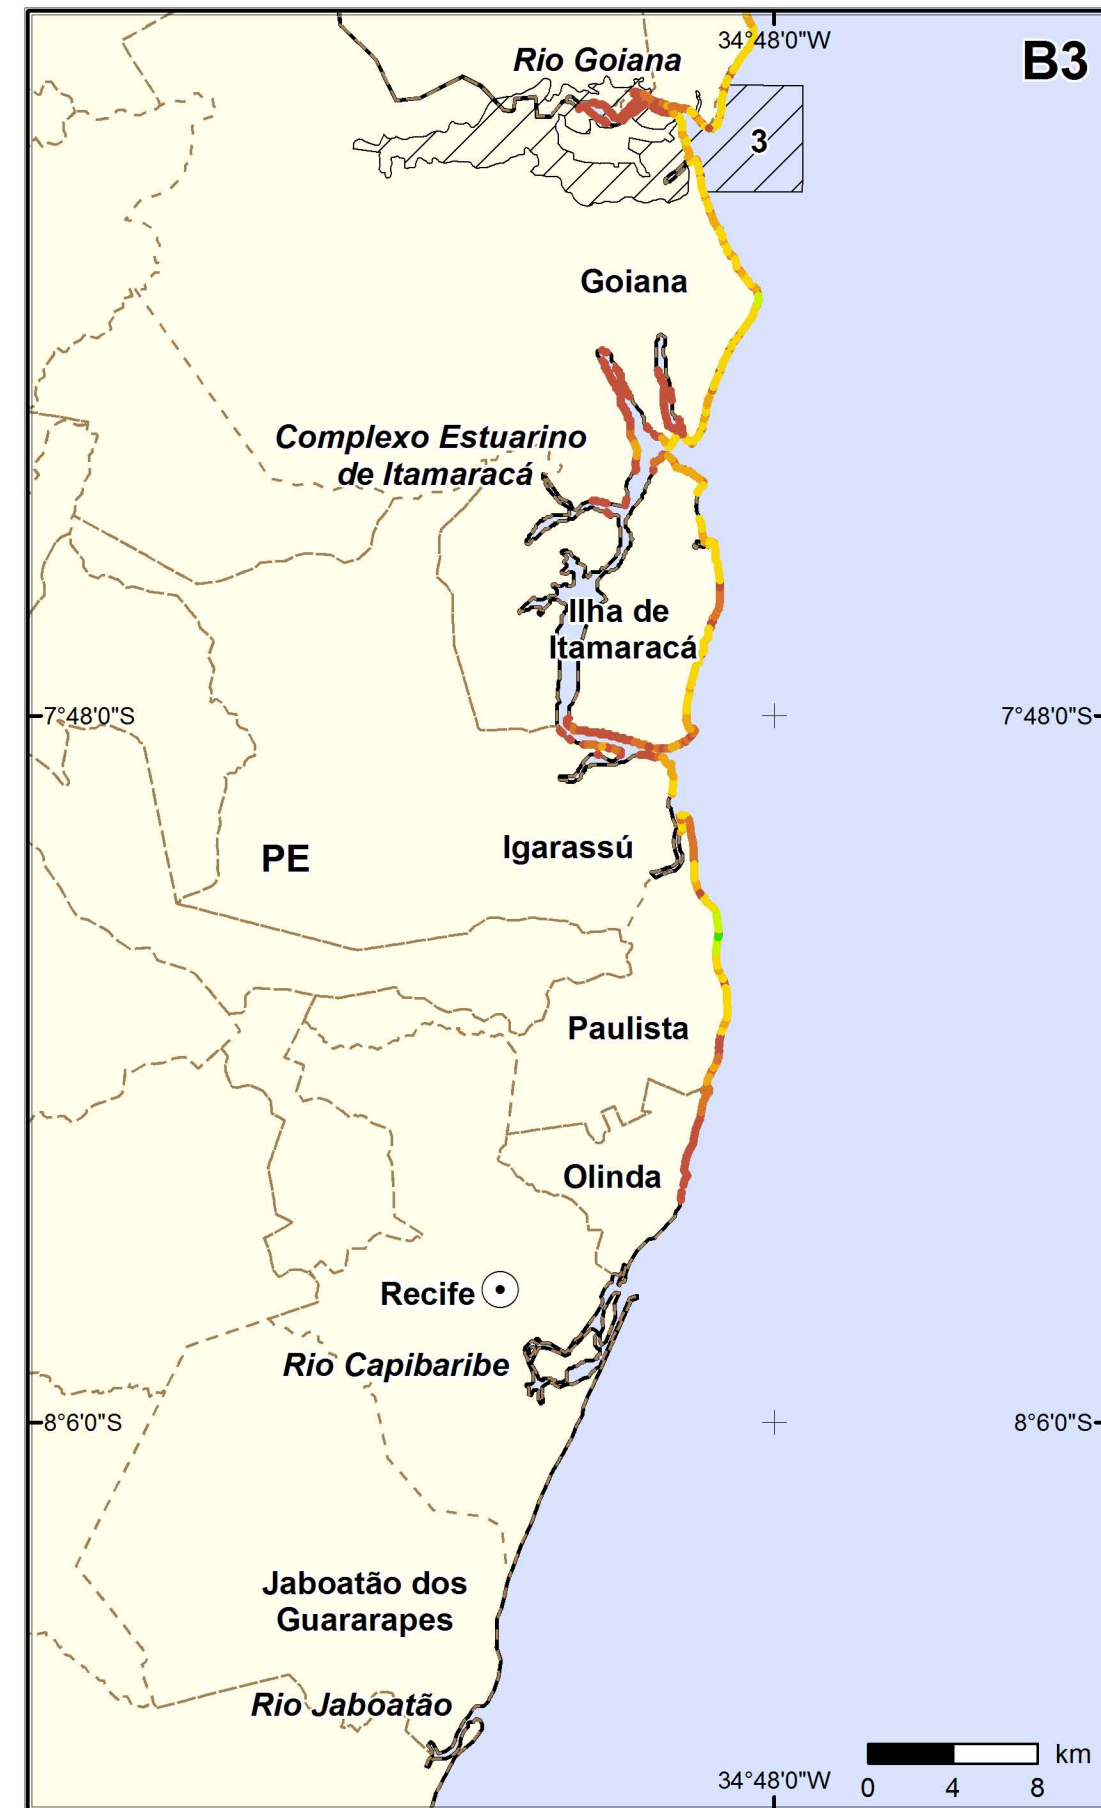 34°48'0"W
B3
Rio Goiana
3
Goiana
Complexo Estuarino
de Itamaracá
Ilha de
Itamaracá
7°48'0"S
7°48'0"S
Igarassú
PE
Paulista
Olinda
Recife
Rio Capibaribe
8°6'0"S
8°6'0"S
Jaboatão dos
Guararapes
Rio Jaboatão
34°48'0"W
km
0 4 8